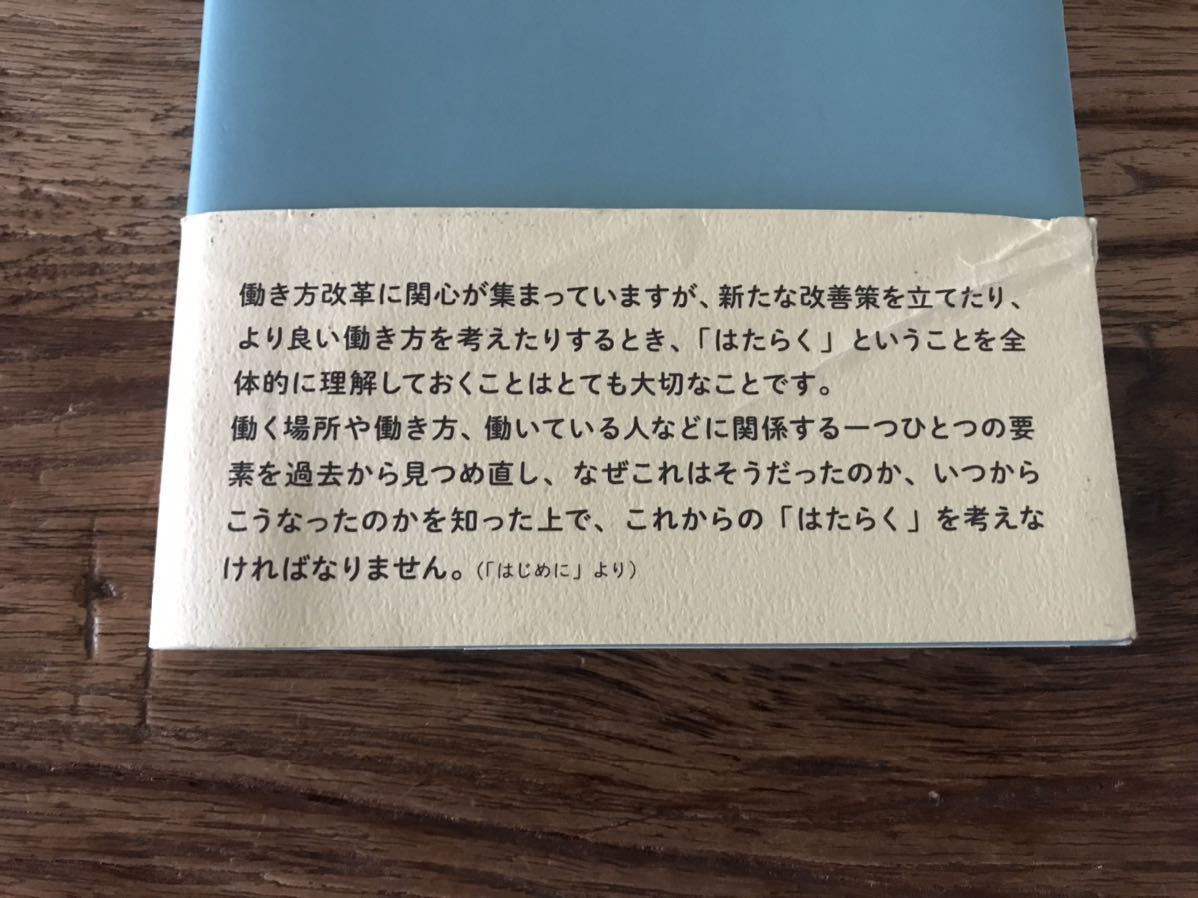 働き方改革に関心が集まっていますが、新たな改善策を立てたり、
より良い働き方を考えたりするとき、「はたらく」ということを全
体的に理解しておくことはとても大切なことです。
働く場所や働き方、働いている人などに関係する一つひとつの要
素を過去から見つめ直し、なぜこれはそうだったのか、いつから
こうなったのかを知った上で、これからの「はたらく」を考えな
ければなりません。(「はじめに」より)